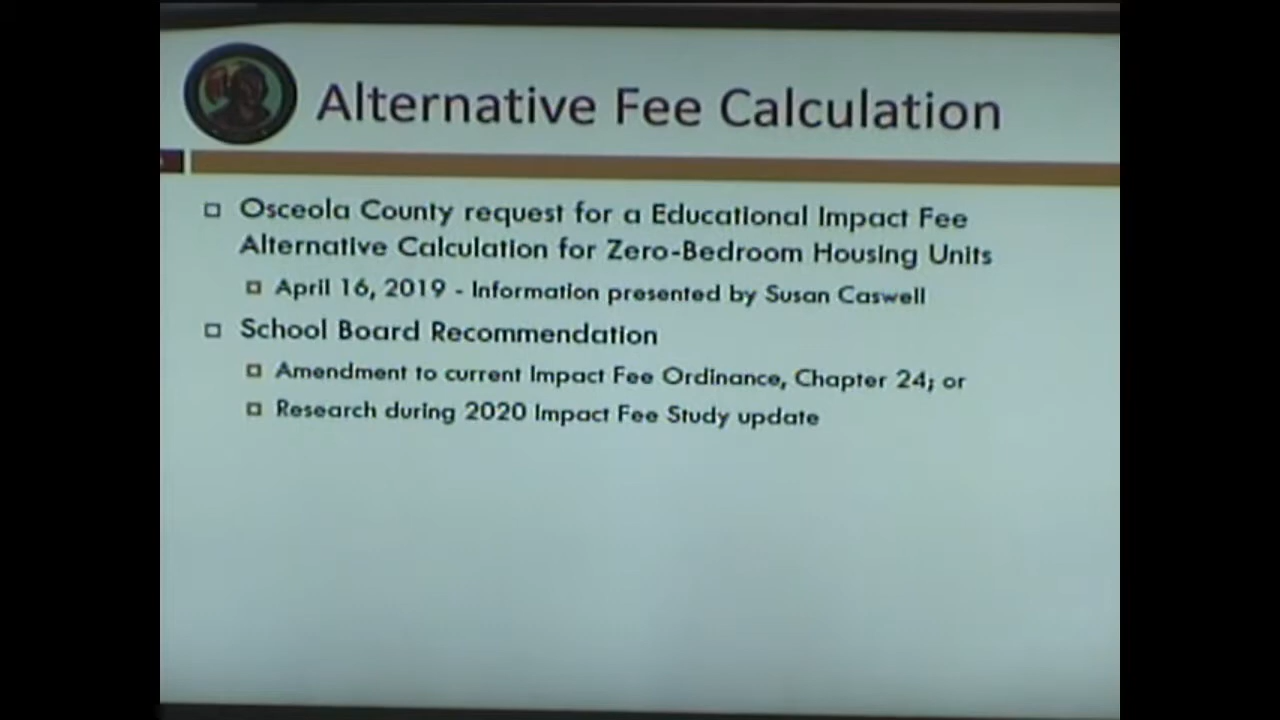 Alternative Fee Calculation
Osceola County request for a Educational Impact Fee
Alternative Calculation for Zero-Bedroom Housing Units
April 16, 2019 - Information presented by Susan Caswell
School Board Recommendation
Amendment to current Impact Fee Ordinance, Chapter 24; or
Research during 2020 Impact Fee Study update